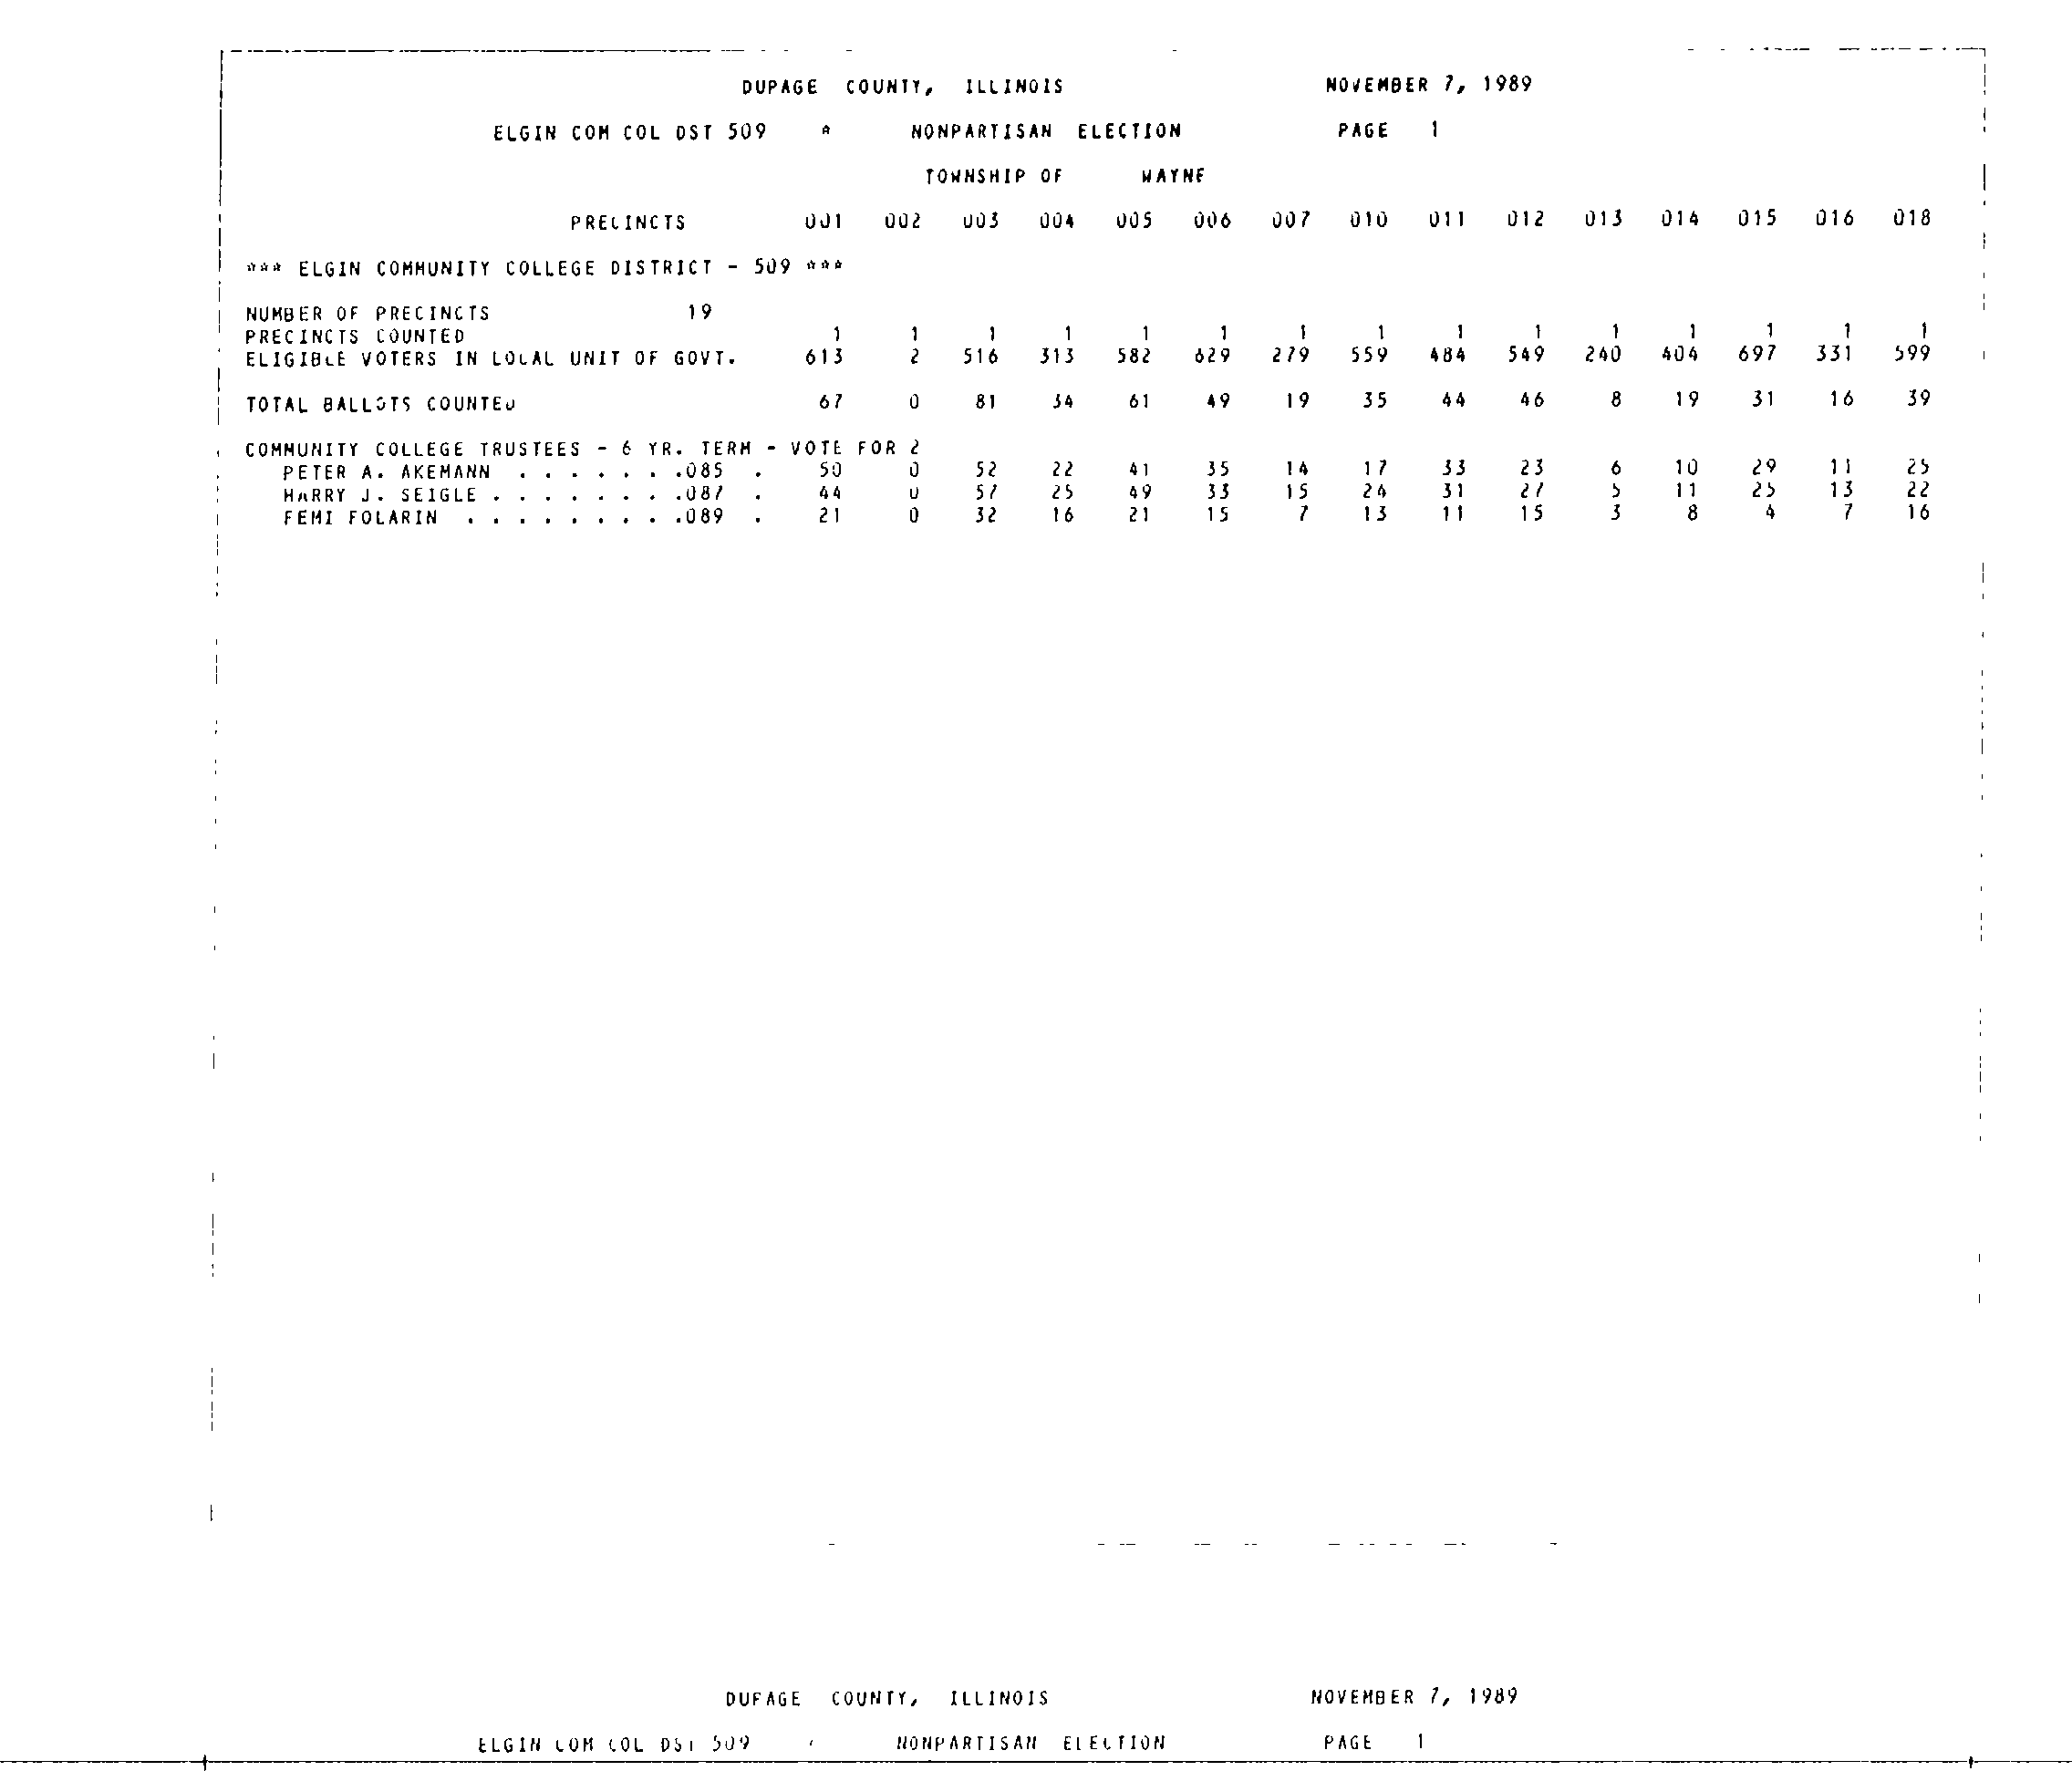 DUPAGE COUNTY, ILLINOIS NOVEMBER 7, 1989
ELGIN COM COL DST 509 * NONPARTISAN ELECTION PAGE 1
TOWNSHIP OF WAYNE
PRECINCTS 001 002 003 004 005 006 007 010 011 012 013 014 015 016 018
*** ELGIN COMMUNITY COLLEGE DISTRICT - 509 ***
NUMBER OF PRECINCTS 19
PRECINCTS COUNTED 1 1 1 1 1 1 1 1 1 1 1 1 1 1 1
ELIGIBLE VOTERS IN LOCAL UNIT OF GOVT. 613 2 516 313 582 629 279 559 484 549 240 404 697 331 599
TOTAL BALLOTS COUNTED 67 0 81 34 61 49 19 35 44 46 8 19 31 16 39
COMMUNITY COLLEGE TRUSTEES - 6 YR. TERM - VOTE FOR 2
PETER A. AKEMANN . . . . . . .085 . 50 0 52 22 41 35 14 17 33 23 6 10 29 11 25
HARRY J. SEIGLE . . . . . . . .087 . 44 0 57 25 49 33 15 24 31 27 5 11 25 13 22
FEMI FOLARIN . . . . . . . . .089 . 21 0 32 16 21 15 7 13 11 15 3 8 4 7 16
DUPAGE COUNTY, ILLINOIS NOVEMBER 7, 1989
ELGIN COM COL DST 509 NONPARTISAN ELECTION PAGE 1